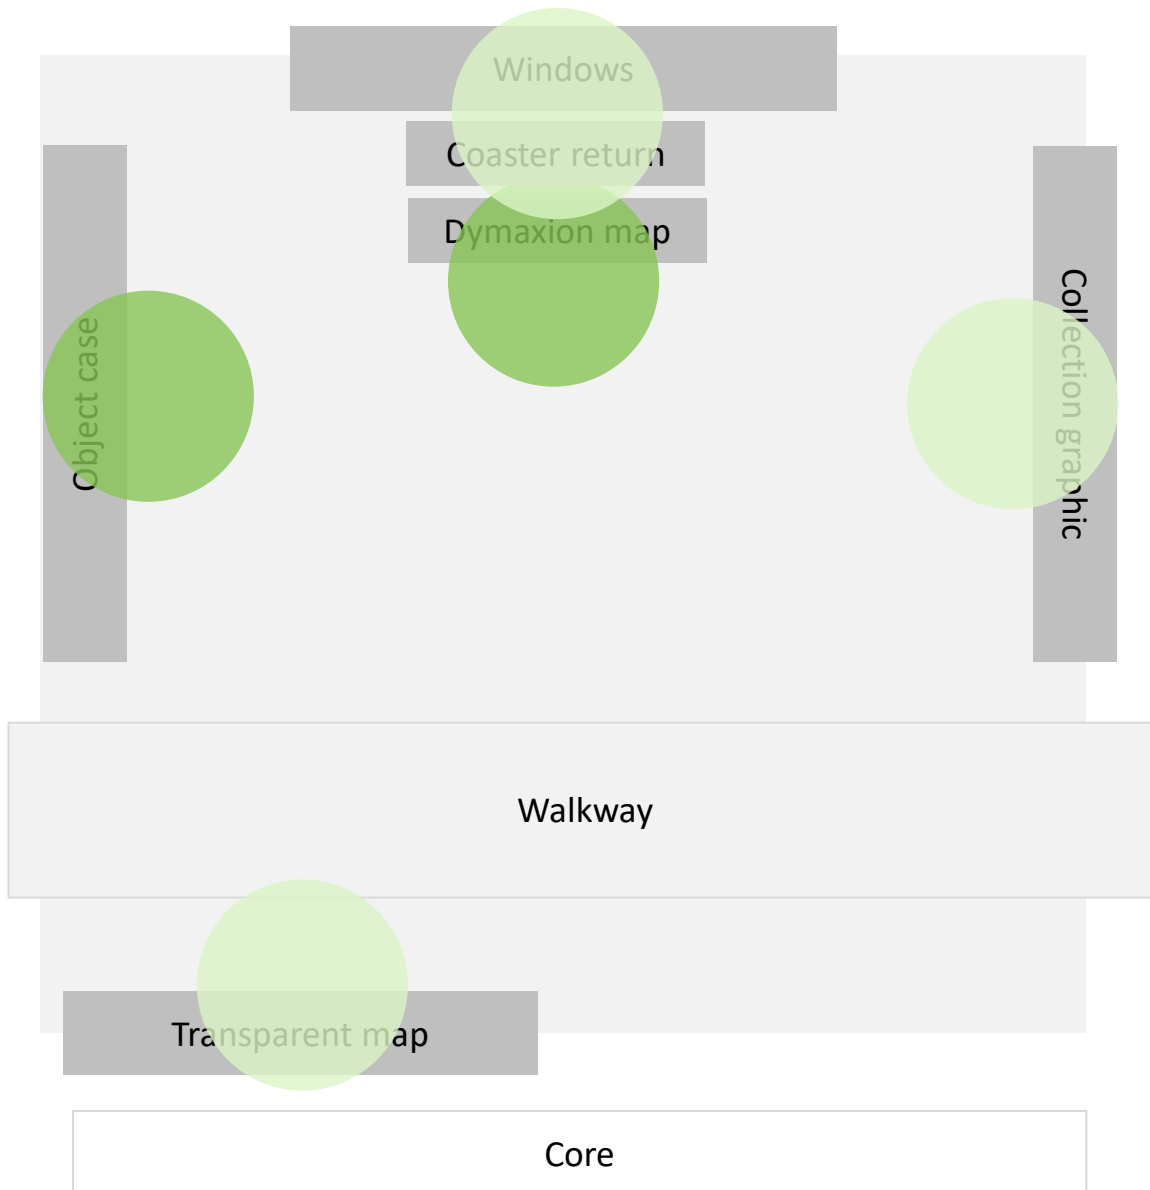 Windows
Coaster return
Dymaxion map
Object case
Collection graphic
Walkway
Transparent map
Core